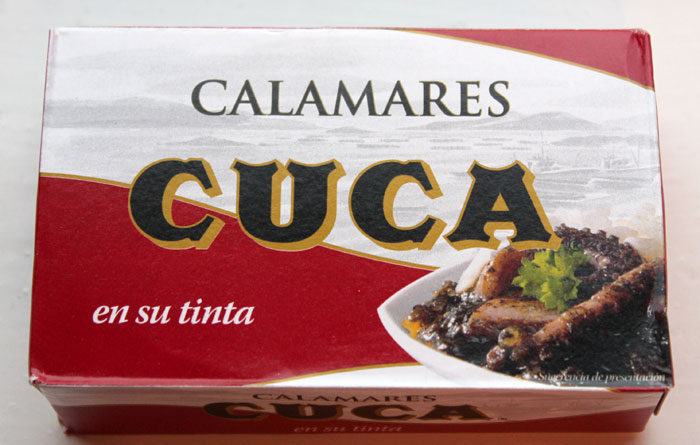 CALAMARES
CUCA
en su tinta
Sugerencia de presentación
CALAMARES
CUCA
en su tinta